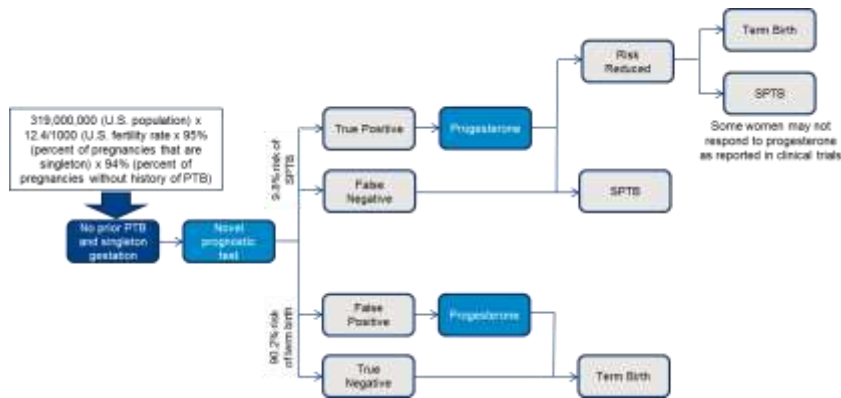 319,000,000 (U.S. population) x
12.4/1000 (U.S. fertility rate x 95%
(percent of pregnancies that are
singleton) x 94% (percent of
pregnancies without history of PTB)
No prior PTB
and singleton
gestation
Novel
prognostic
test
9.8% risk of
SPTB
90.2% risk
of term birth
True Positive
Progesterone
False
Negative
Risk
Reduced
Term Birth
SPTB
Some women may not
respond to progesterone
as reported in clinical trials
SPTB
False
Positive
Progesterone
True
Negative
Term Birth